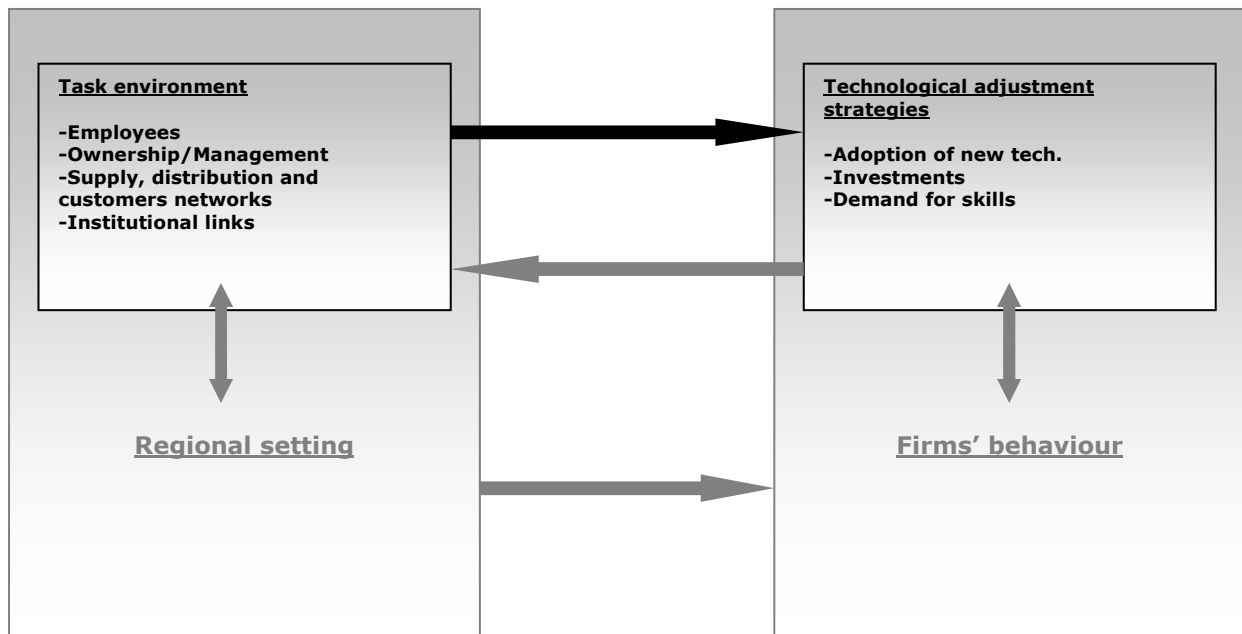 Task environment
-Employees
-Ownership/Management
-Supply, distribution and
customers networks
-Institutional links
Technological adjustment
strategies
-Adoption of new tech.
-Investments
-Demand for skills
Regional setting
Firms’ behaviour